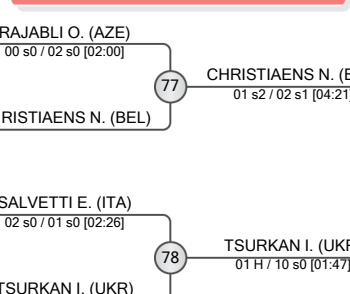 RAJABLI O. (AZE)
00 s0 / 02 s0 [02:00]
77
CHRISTIAENS N. (
01 s2 / 02 s1 [04:21]
RISTIAENS N. (BEL)
SALVETTI E. (ITA)
02 s0 / 01 s0 [02:26]
78
TSURKAN I. (UKR
01 H / 10 s0 [01:47]
TSURKAN I. (UKR)